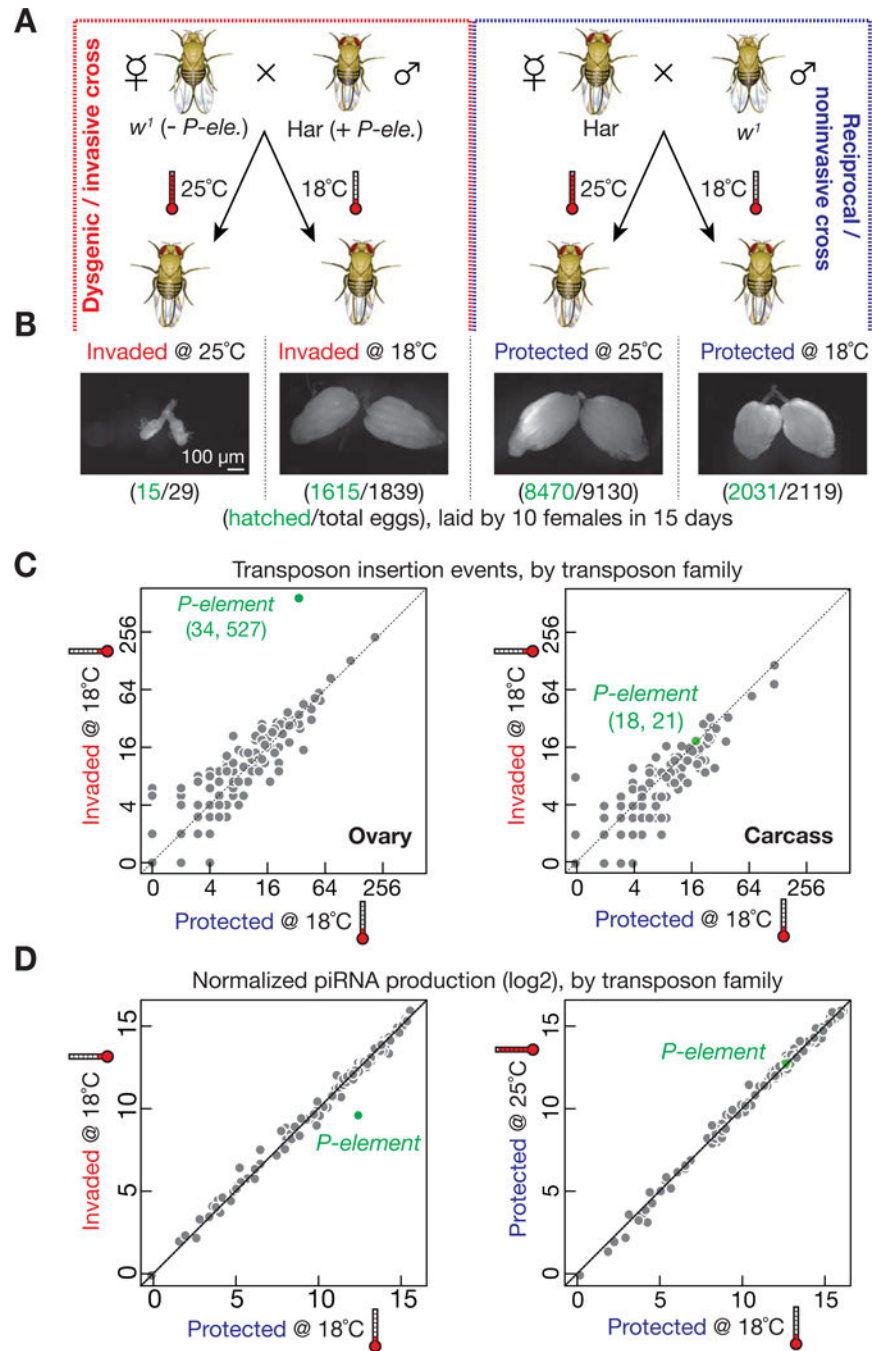 A
w¹ (- P-ele.)
×
Har (+ P-ele.)
Har
×
w¹
Dysgenic / invasive cross
Reciprocal /
noninvasive cross
25°C
18°C
25°C
18°C
B
Invaded @ 25°C
Invaded @ 18°C
Protected @ 25°C
Protected @ 18°C
100 µm
(15/29)
(1615/1839)
(8470/9130)
(2031/2119)
(hatched/total eggs), laid by 10 females in 15 days
C
Transposon insertion events, by transposon family
P-element
(34, 527)
Invaded @ 18°C
256
64
16
4
0
Ovary
0 4 16 64 256
Protected @ 18°C
P-element
(18, 21)
Invaded @ 18°C
256
64
16
4
0
Carcass
0 4 16 64 256
Protected @ 18°C
D
Normalized piRNA production (log2), by transposon family
Invaded @ 18°C
15
10
5
0
P-element
0 5 10 15
Protected @ 18°C
Protected @ 25°C
15
10
5
0
P-element
0 5 10 15
Protected @ 18°C